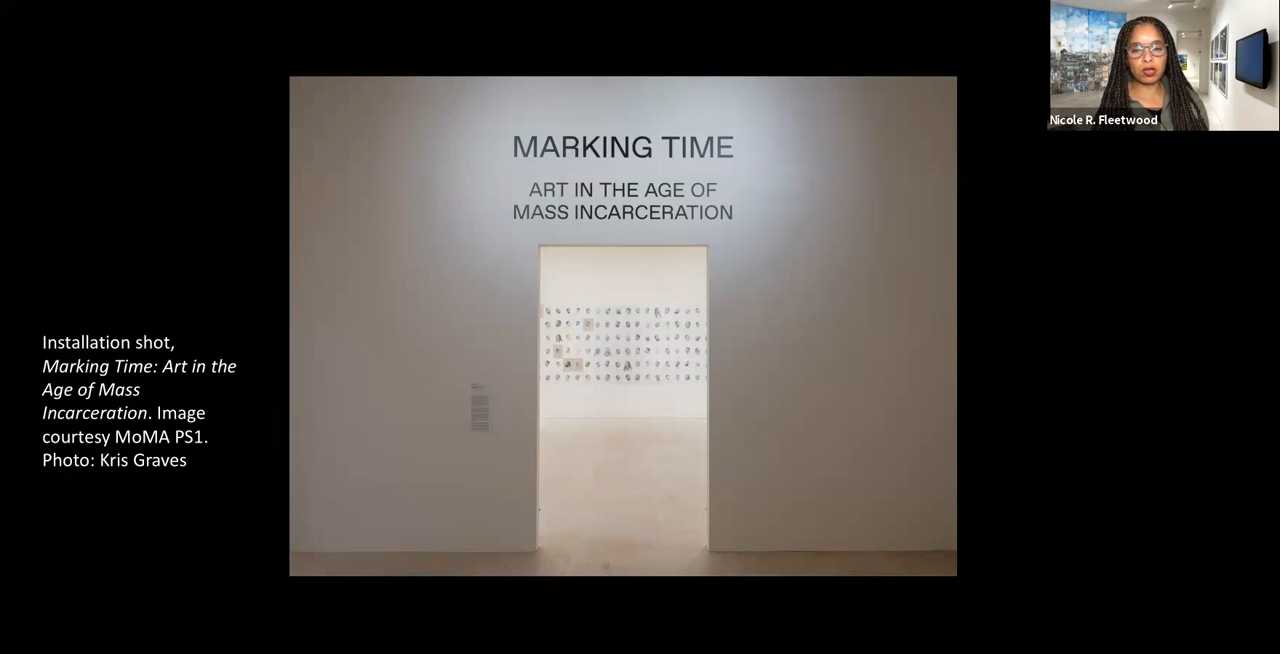 Nicole R. Fleetwood
MARKING TIME
ART IN THE AGE OF
MASS INCARCERATION
Installation shot,
Marking Time: Art in the
Age of Mass
Incarceration. Image
courtesy MoMA PS1.
Photo: Kris Graves